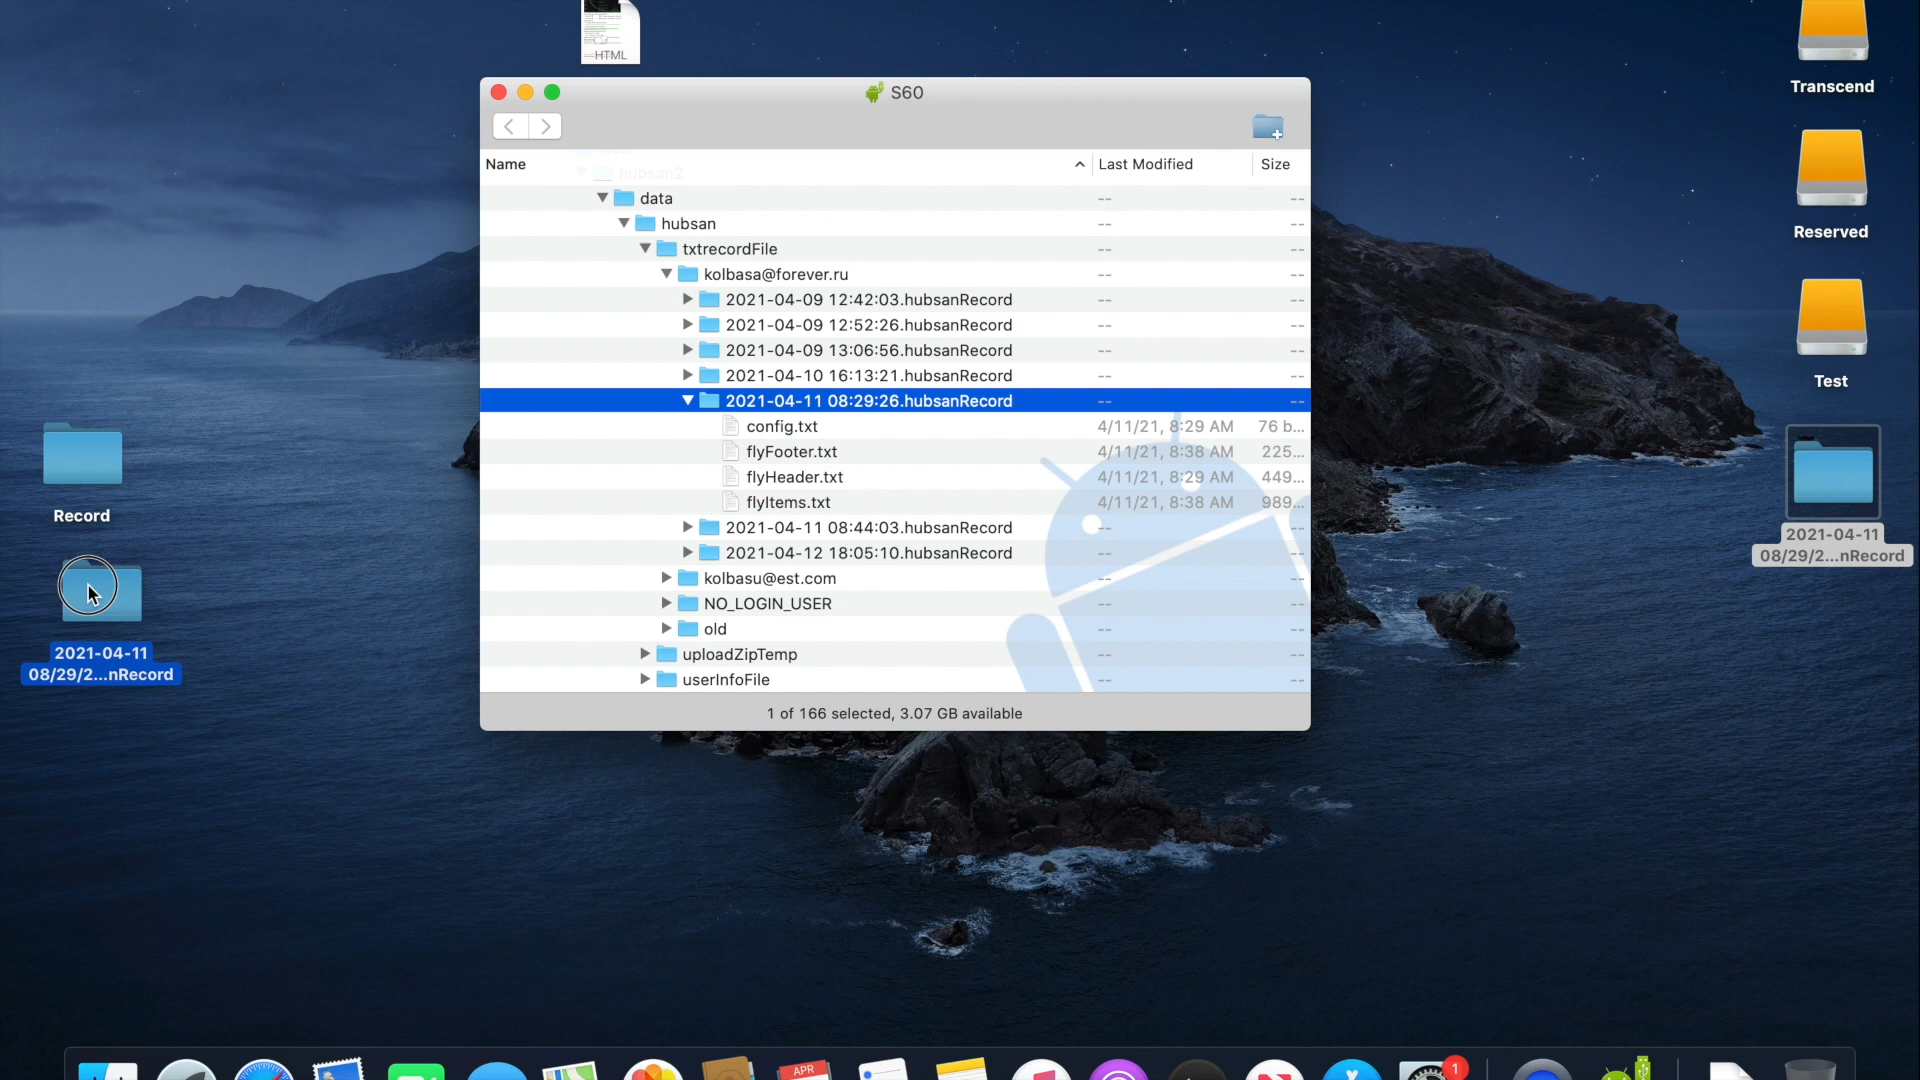 HTML
S60
Name
Last Modified
Size
hubsan2
data
-- --
hubsan
-- --
txtrecordFile
-- --
kolbasa@forever.ru
-- --
2021-04-09 12:42:03.hubsanRecord
-- --
2021-04-09 12:52:26.hubsanRecord
-- --
2021-04-09 13:06:56.hubsanRecord
-- --
2021-04-10 16:13:21.hubsanRecord
-- --
2021-04-11 08:29:26.hubsanRecord
-- --
config.txt 4/11/21, 8:29 AM 76 b...
flyFooter.txt 4/11/21, 8:38 AM 225...
flyHeader.txt 4/11/21, 8:29 AM 449...
flyItems.txt 4/11/21, 8:38 AM 989...
2021-04-11 08:44:03.hubsanRecord
-- --
2021-04-12 18:05:10.hubsanRecord
-- --
kolbasu@est.com
-- --
NO_LOGIN_USER
-- --
old
-- --
uploadZipTemp
-- --
userInfoFile
-- --
1 of 166 selected, 3.07 GB available
Record
2021-04-11
08/29/2...nRecord
Transcend
Reserved
Test
2021-04-11
08/29/2...nRecord
APR
1